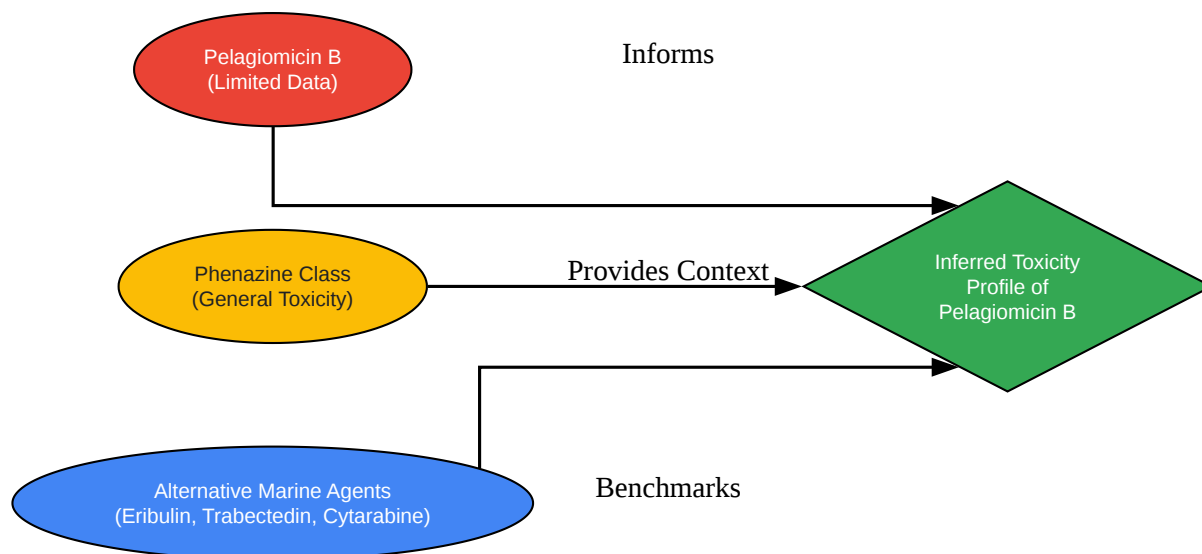 Pelagiomicin B
(Limited Data)
Informs
Phenazine Class
(General Toxicity)
Provides Context
Inferred Toxicity
Profile of
Pelagiomicin B
Alternative Marine Agents
(Eribulin, Trabectedin, Cytarabine)
Benchmarks